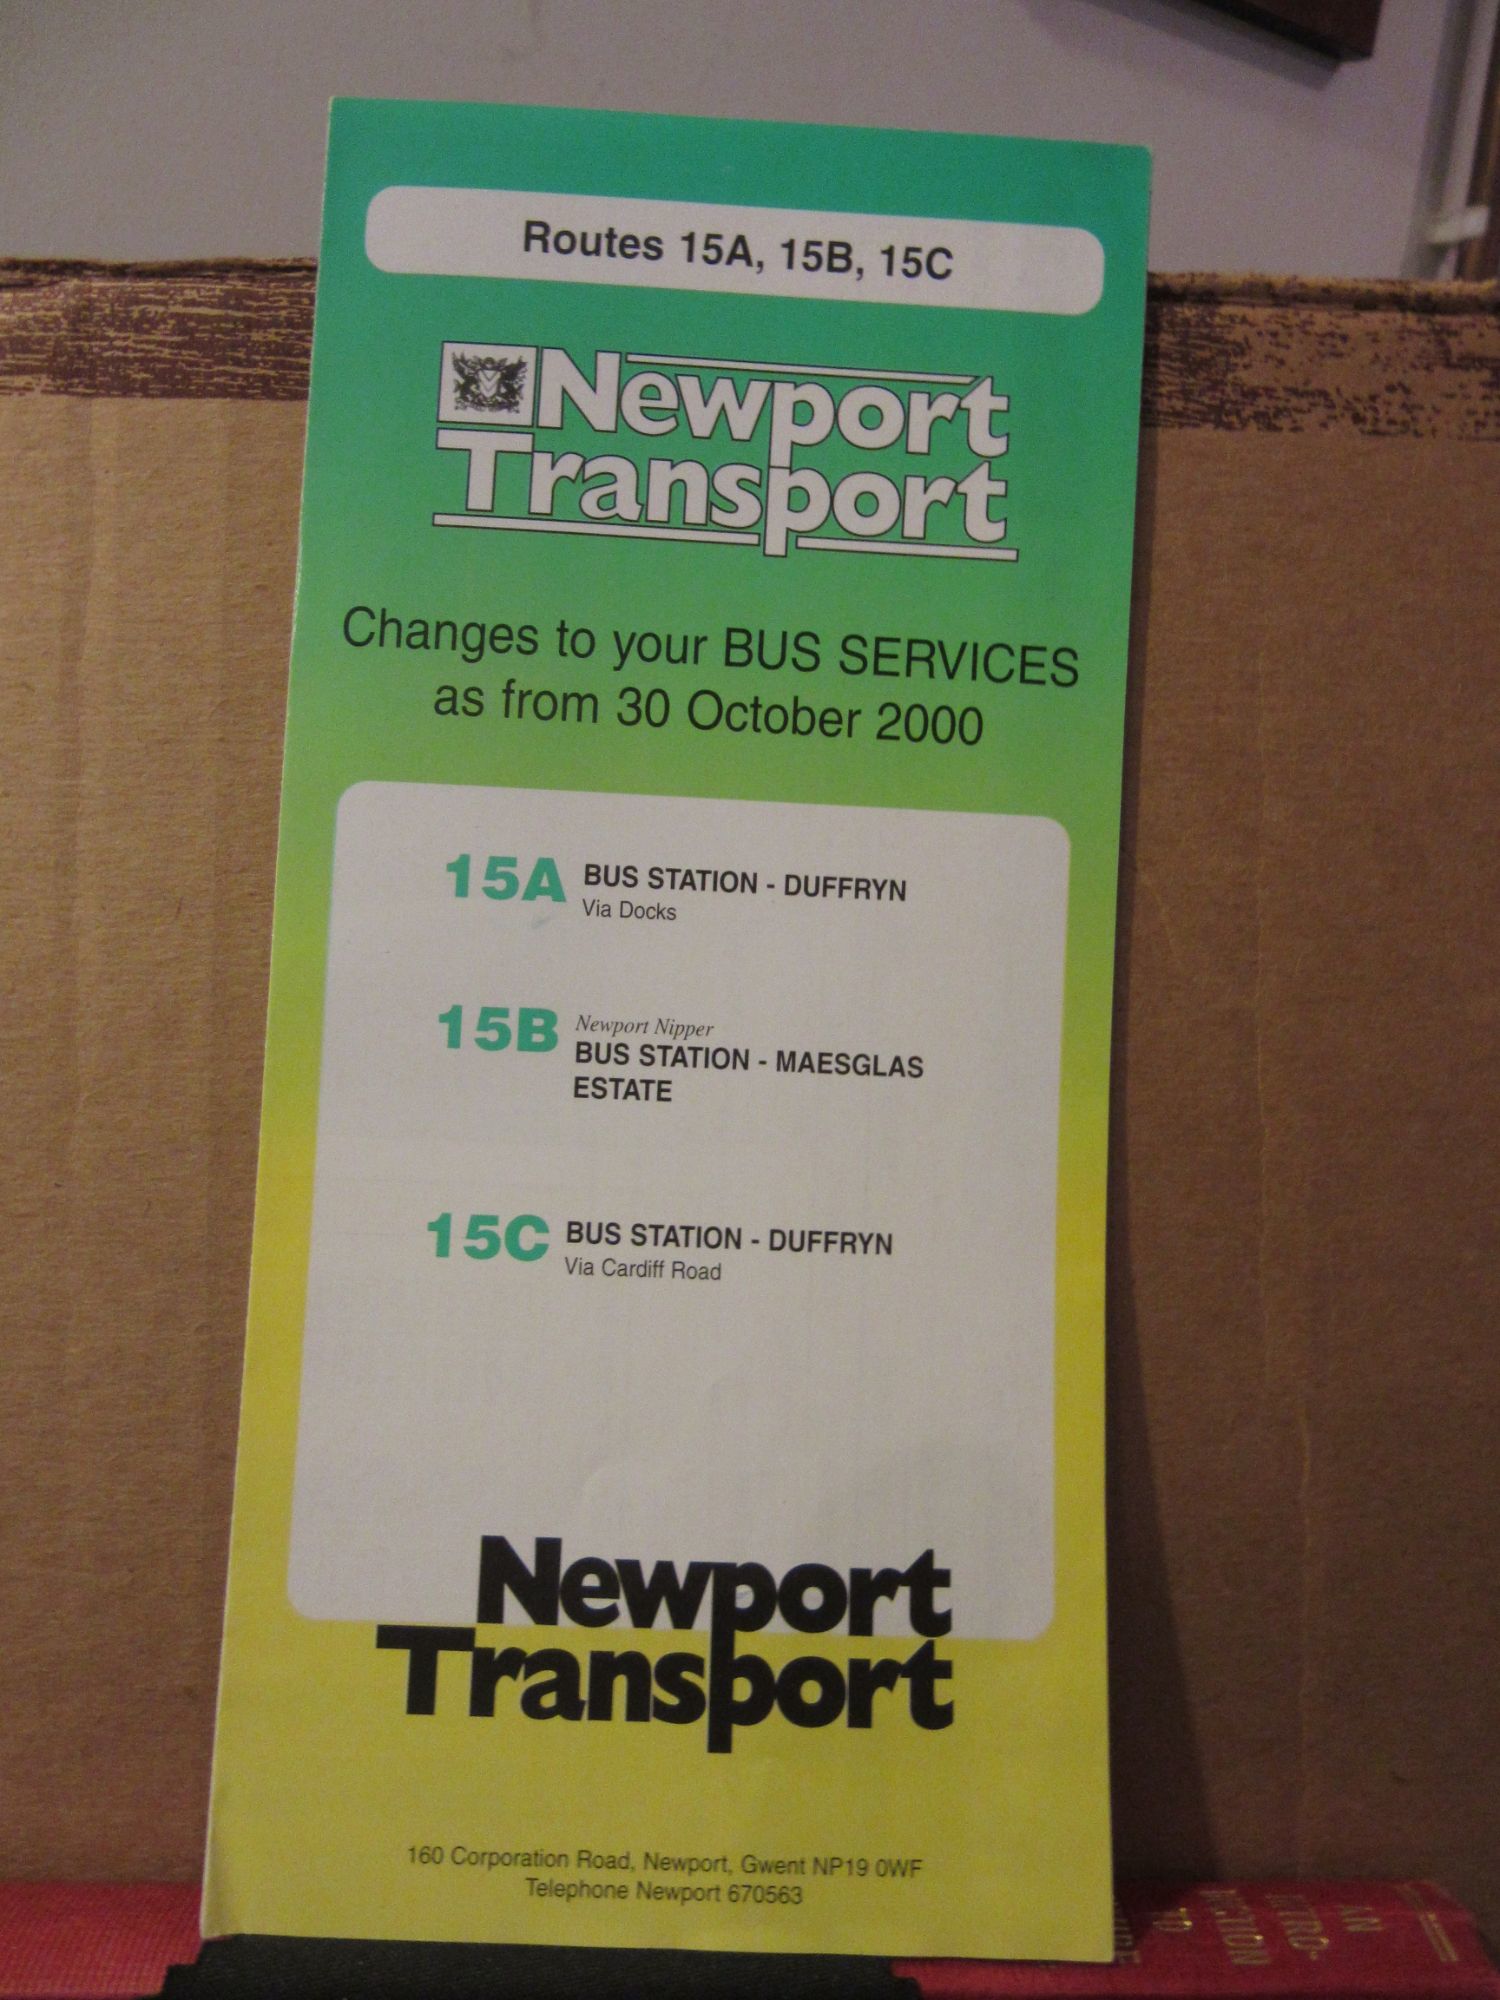 Routes 15A, 15B, 15C
Newport
Transport
Changes to your BUS SERVICES
as from 30 October 2000
15A BUS STATION - DUFFRYN
Via Docks
Newport Nipper
15B BUS STATION - MAESGLAS
ESTATE
15C BUS STATION - DUFFRYN
Via Cardiff Road
Newport
Transport
160 Corporation Road, Newport, Gwent NP19 0WF
Telephone Newport 670563
AN
TO